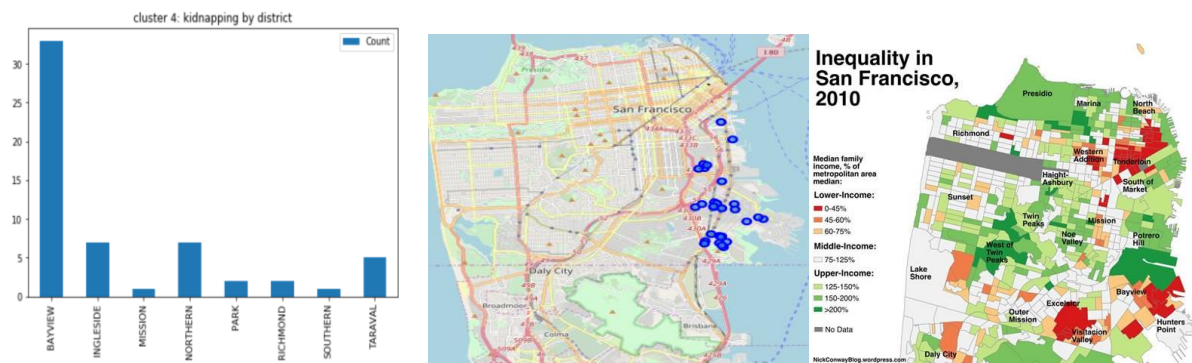 cluster 4: kidnapping by district
Count
30
25
20
15
10
5
0
BAYVIEW
INGLESIDE
MISSION
NORTHERN
PARK
RICHMOND
SOUTHERN
TARAVAL
Presidio
San Francisco
Daly City
Broadmoor
Colma
Brisbane
I 80
Inequality in
San Francisco,
2010
Median family
income, % of
metropolitan area
median:
Lower-Income:
0-45%
45-60%
60-75%
Middle-Income:
75-125%
Upper-Income:
125-150%
150-200%
>200%
No Data
Presidio
Marina
North
Beach
Richmond
Western
Addition
Tenderloin
Haight-
Ashbury
South of
Market
Sunset
Twin
Peaks
Mission
Noe
Valley
Potrero
Hill
West of
Twin
Peaks
Lake
Shore
Bayview
Excelsior
Outer
Mission
Hunters
Point
Visitacion
Valley
Daly City
NickConwayBlog.wordpress.com